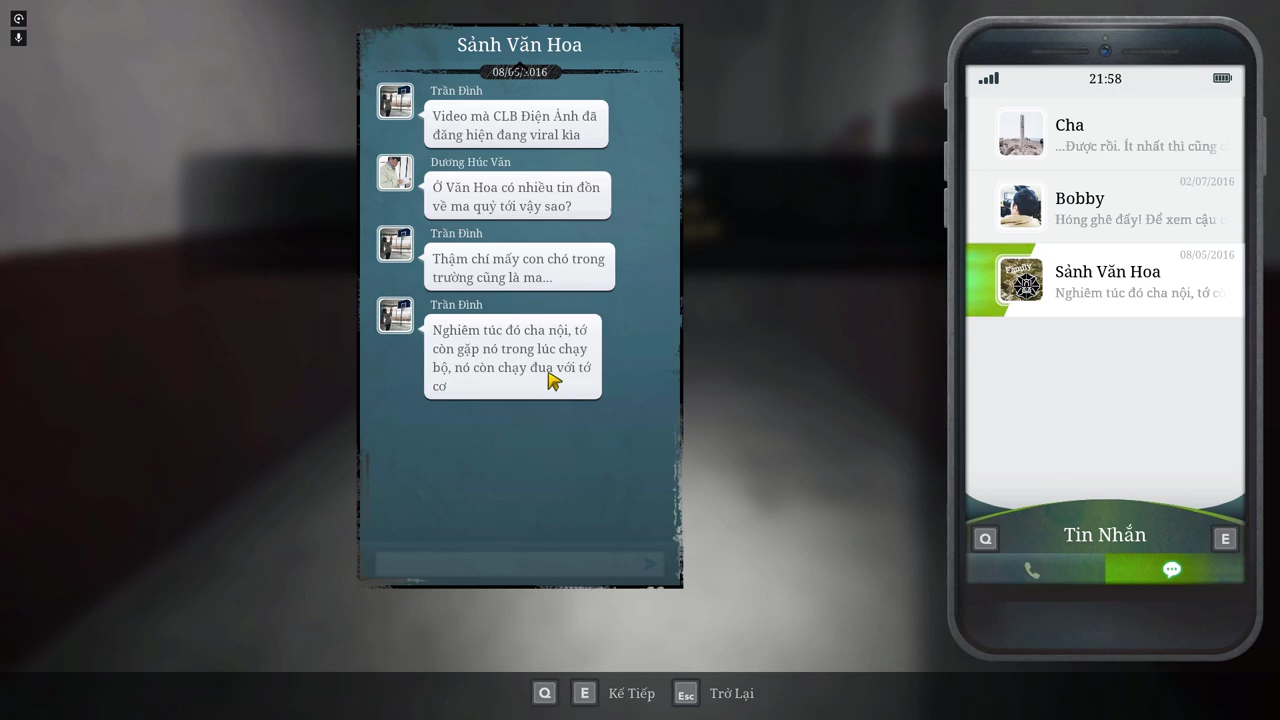 Sảnh Văn Hoa
08/05/2016
Trần Đình
Video mà CLB Điện Ảnh đã
đăng hiện đang viral kìa
Dương Húc Văn
Ở Văn Hoa có nhiều tin đồn
về ma quỷ tới vậy sao?
Trần Đình
Thậm chí mấy con chó trong
trường cũng là ma...
Trần Đình
Nghiêm túc đó cha nội, tớ
còn gặp nó trong lúc chạy
bộ, nó còn chạy đua với tớ
cơ
21:58
Cha
...Được rồi. Ít nhất thì cũng
02/07/2016
Bobby
Hóng ghê đấy! Để xem cậu
08/05/2016
Family
Sảnh Văn Hoa
Nghiêm túc đó cha nội, tớ
Q
Tin Nhắn
E
Q
E
Kế Tiếp
Esc
Trở Lại